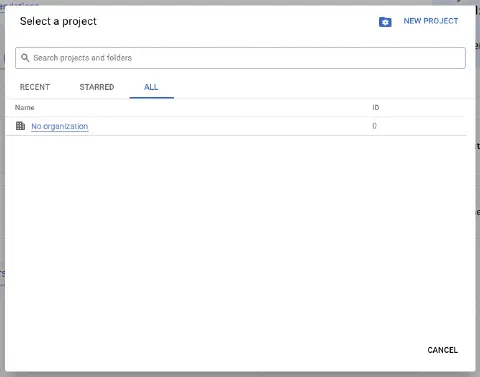 Select a project
NEW PROJECT
Search projects and folders
RECENT
STARRED
ALL
Name
ID
No organization
0
CANCEL